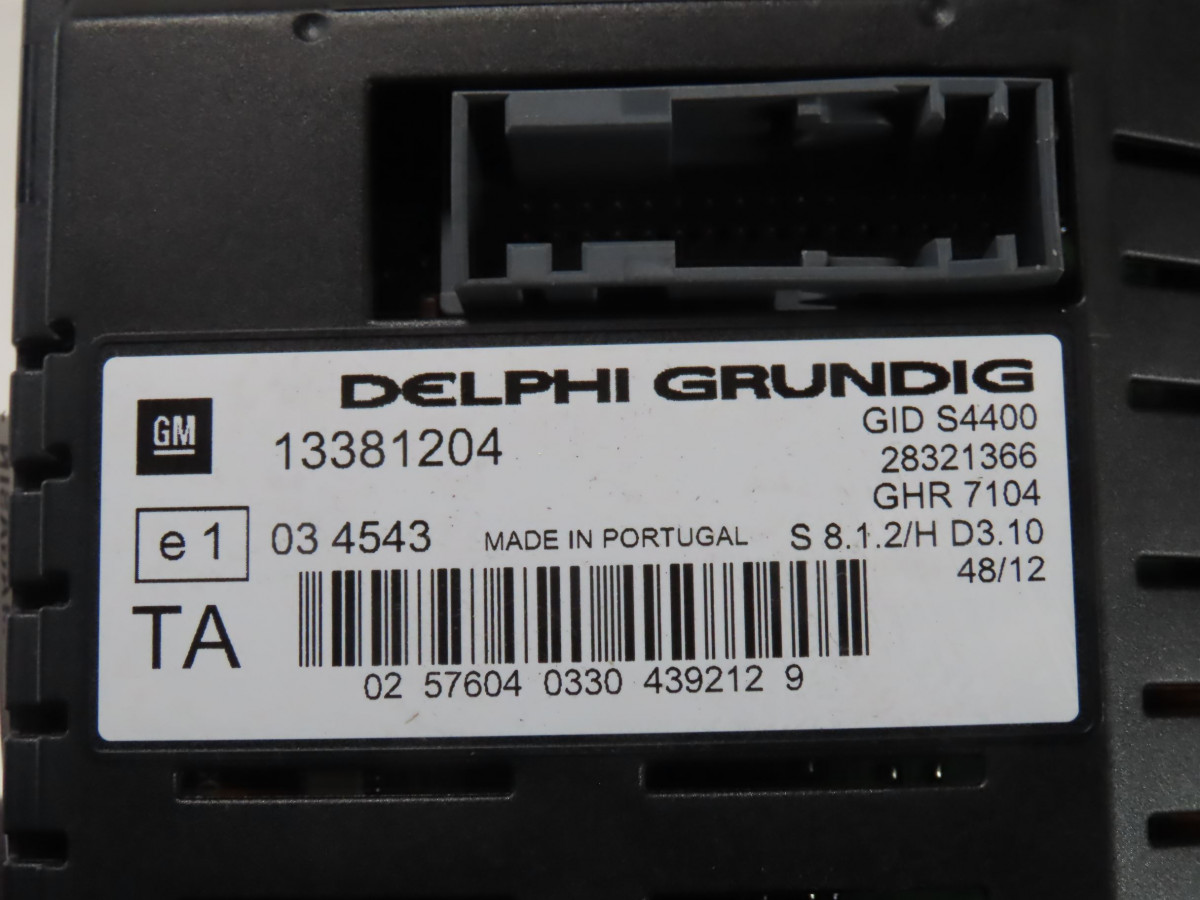 DELPHI GRUNDIG
GM
13381204
GID S4400
28321366
GHR 7104
e1 03 4543 MADE IN PORTUGAL S 8.1.2/H D3.10
48/12
TA
02 57604 0330 439212 9